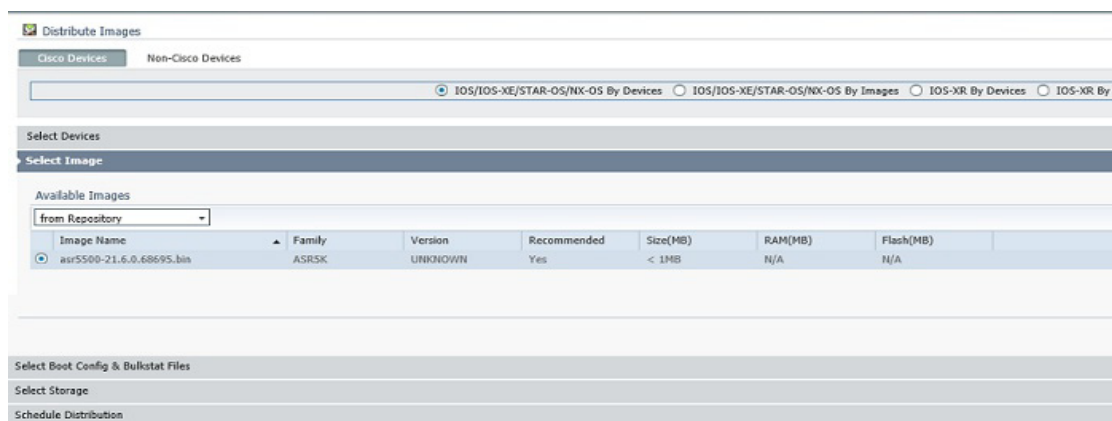 Distribute Images
Cisco Devices Non-Cisco Devices
IOS/IOS-XE/STAR-OS/NX-OS By Devices IOS/IOS-XE/STAR-OS/NX-OS By Images IOS-XR By Devices IOS-XR By
Select Devices
Select Image
Available Images
from Repository
Image Name Family Version Recommended Size(MB) RAM(MB) Flash(MB)
asr5500-21.6.0.68695.bin ASR5K UNKNOWN Yes < 1MB N/A N/A
Select Boot Config & Bulkstat Files
Select Storage
Schedule Distribution